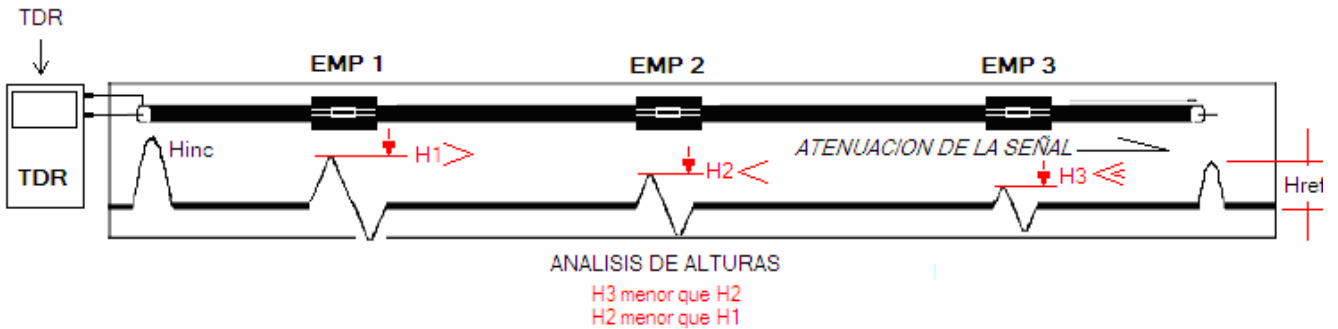 TDR
EMP 1
EMP 2
EMP 3
TDR
Hinc
H1>
H2<
ATENUACION DE LA SEÑAL
H3<<
Href
ANALISIS DE ALTURAS
H3 menor que H2
H2 menor que H1